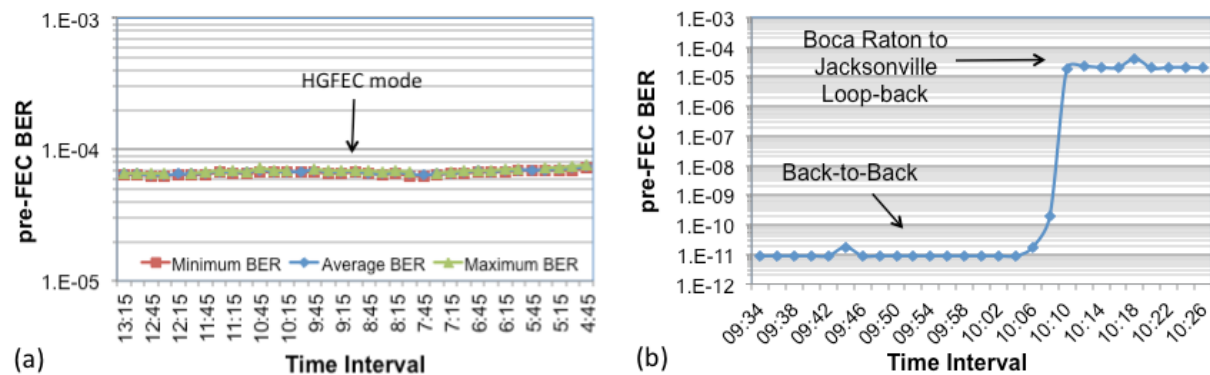 1.E-03
1.E-04
1.E-05
pre-FEC BER
HGFEC mode
Minimum BER Average BER Maximum BER
13:15 12:45 12:15 11:45 11:15 10:45 10:15 9:45 9:15 8:45 8:15 7:45 7:15 6:45 6:15 5:45 5:15 4:45
(a) Time Interval
1.E-03
1.E-04
1.E-05
1.E-06
1.E-07
1.E-08
1.E-09
1.E-10
1.E-11
1.E-12
pre-FEC BER
Boca Raton to
Jacksonville
Loop-back
Back-to-Back
09:34 09:38 09:42 09:46 09:50 09:54 09:58 10:02 10:06 10:10 10:14 10:18 10:22 10:26
(b) Time Interval